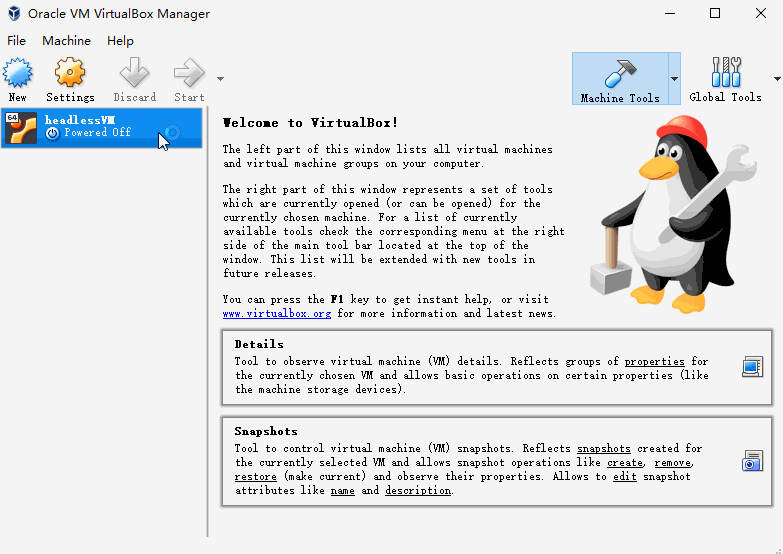 Oracle VM VirtualBox Manager
File Machine Help
New Settings Discard Start Machine Tools Global Tools
64
headlessVM
Powered Off
Welcome to VirtualBox!
The left part of this window lists all virtual machines
and virtual machine groups on your computer.
The right part of this window represents a set of tools
which are currently opened (or can be opened) for the
currently chosen machine. For a list of currently
available tools check the corresponding menu at the right
side of the main tool bar located at the top of the
window. This list will be extended with new tools in
future releases.
You can press the F1 key to get instant help, or visit
www.virtualbox.org for more information and latest news.
Details
Tool to observe virtual machine (VM) details. Reflects groups of properties for
the currently chosen VM and allows basic operations on certain properties (like
the machine storage devices).
Snapshots
Tool to control virtual machine (VM) snapshots. Reflects snapshots created for
the currently selected VM and allows snapshot operations like create, remove,
restore (make current) and observe their properties. Allows to edit snapshot
attributes like name and description.